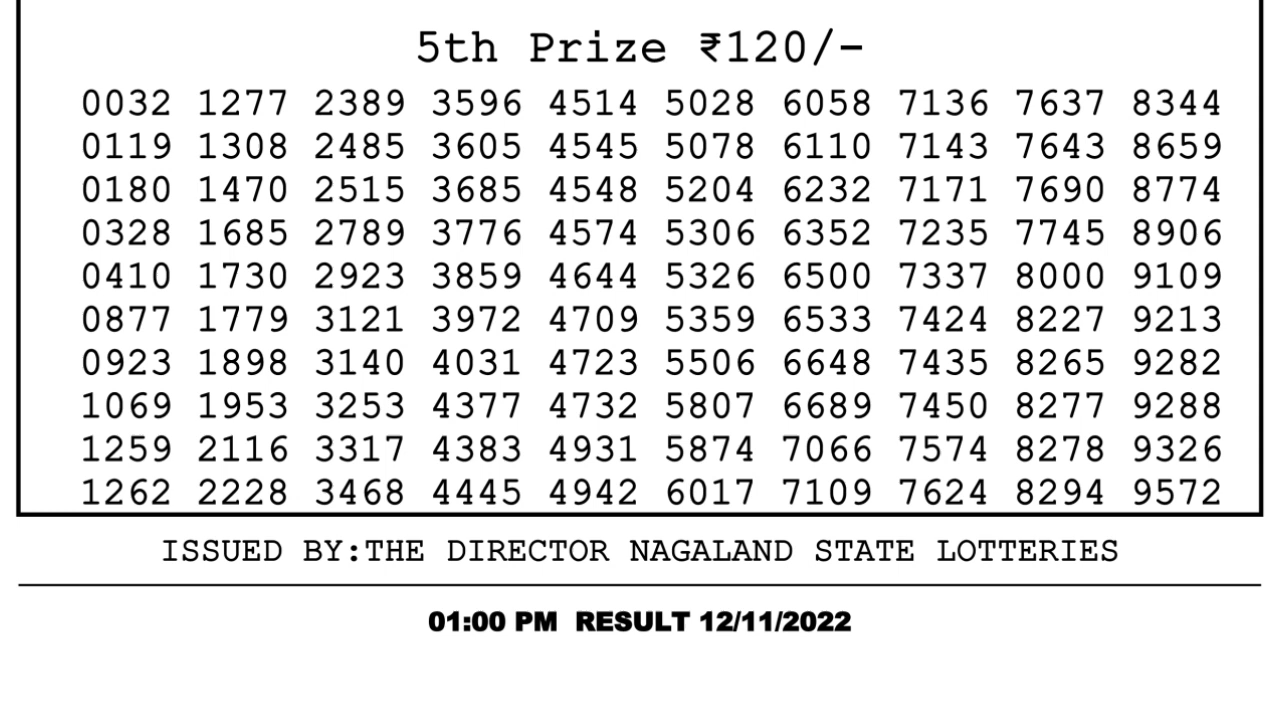 5th Prize ₹120/-
0032 1277 2389 3596 4514 5028 6058 7136 7637 8344
0119 1308 2485 3605 4545 5078 6110 7143 7643 8659
0180 1470 2515 3685 4548 5204 6232 7171 7690 8774
0328 1685 2789 3776 4574 5306 6352 7235 7745 8906
0410 1730 2923 3859 4644 5326 6500 7337 8000 9109
0877 1779 3121 3972 4709 5359 6533 7424 8227 9213
0923 1898 3140 4031 4723 5506 6648 7435 8265 9282
1069 1953 3253 4377 4732 5807 6689 7450 8277 9288
1259 2116 3317 4383 4931 5874 7066 7574 8278 9326
1262 2228 3468 4445 4942 6017 7109 7624 8294 9572
ISSUED BY:THE DIRECTOR NAGALAND STATE LOTTERIES
01:00 PM RESULT 12/11/2022